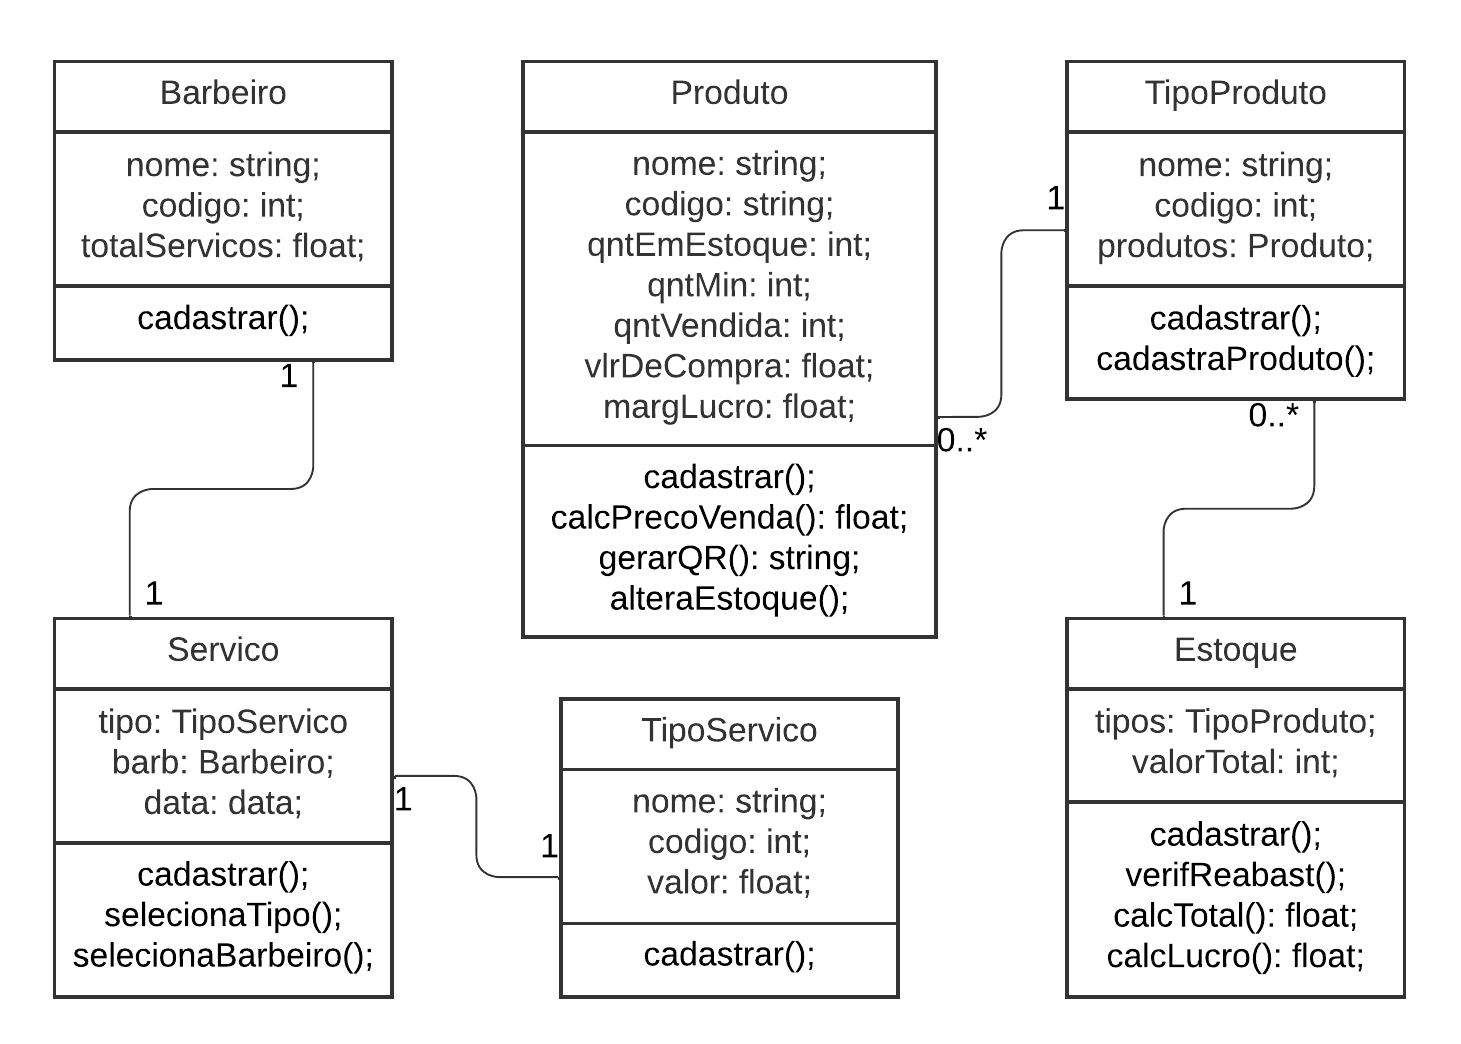 Barbeiro
nome: string;
codigo: int;
totalServicos: float;
cadastrar();
1
1
Produto
nome: string;
codigo: string;
qntEmEstoque: int;
qntMin: int;
qntVendida: int;
vlrDeCompra: float;
margLucro: float;
cadastrar();
calcPrecoVenda(): float;
gerarQR(): string;
alteraEstoque();
0..*
1
TipoProduto
nome: string;
codigo: int;
produtos: Produto;
cadastrar();
cadastraProduto();
0..*
1
Servico
tipo: TipoServico
barb: Barbeiro;
data: data;
cadastrar();
selecionaTipo();
selecionaBarbeiro();
1
1
TipoServico
nome: string;
codigo: int;
valor: float;
cadastrar();
Estoque
tipos: TipoProduto;
valorTotal: int;
cadastrar();
verifReabast();
calcTotal(): float;
calcLucro(): float;